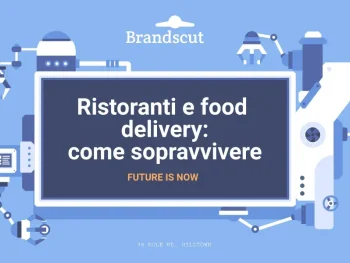 Brandscut
Ristoranti e food
delivery:
come sopravvivere
FUTURE IS NOW